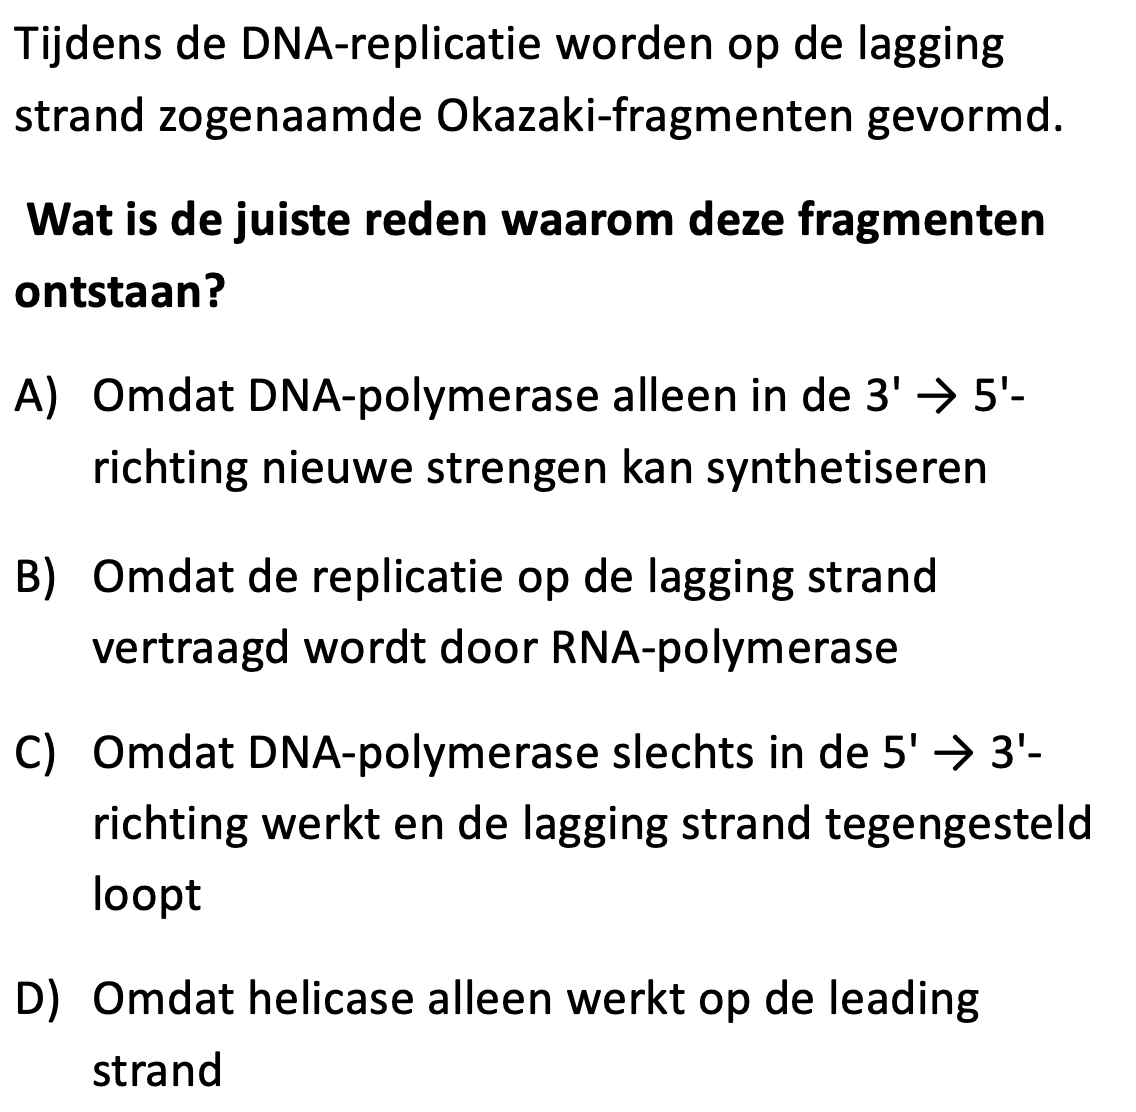 Tijdens de DNA-replicatie worden op de lagging
strand zogenaamde Okazaki-fragmenten gevormd.
Wat is de juiste reden waarom deze fragmenten
ontstaan?
A) Omdat DNA-polymerase alleen in de 3' → 5'-
richting nieuwe strengen kan synthetiseren
B) Omdat de replicatie op de lagging strand
vertraagd wordt door RNA-polymerase
C) Omdat DNA-polymerase slechts in de 5' → 3'-
richting werkt en de lagging strand tegengesteld
loopt
D) Omdat helicase alleen werkt op de leading
strand